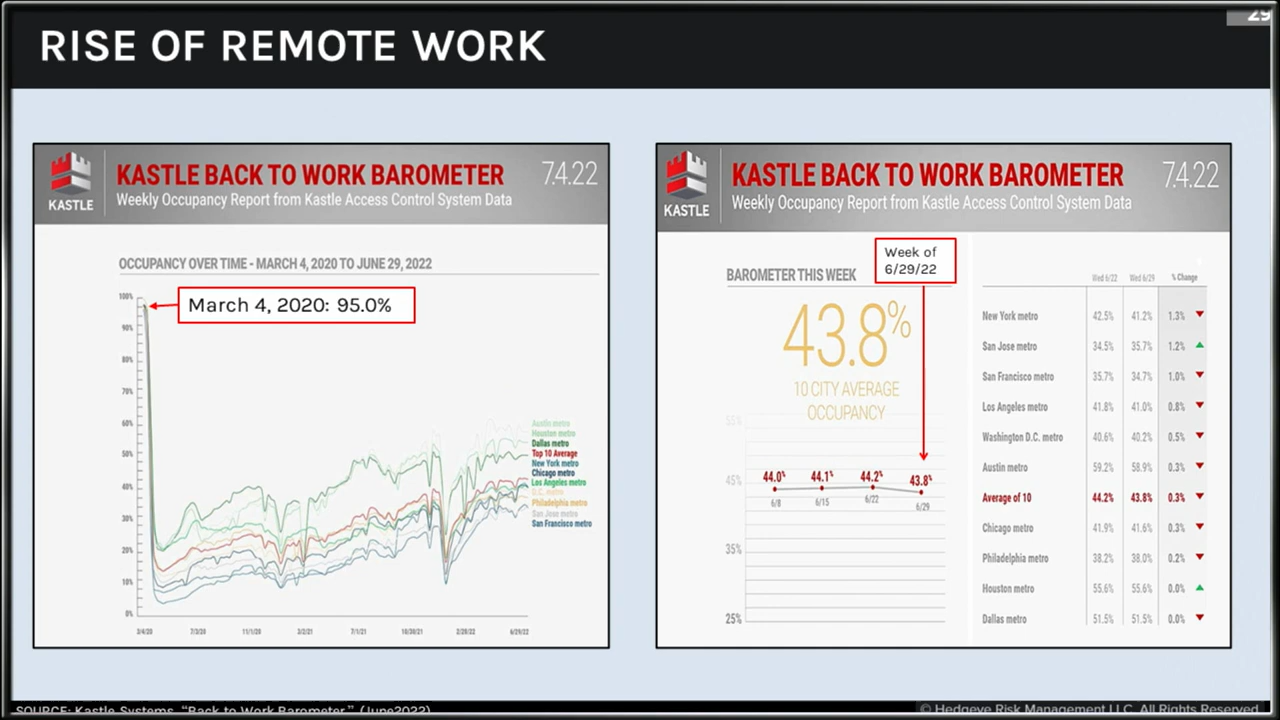 29
RISE OF REMOTE WORK
KASTLE
KASTLE BACK TO WORK BAROMETER
7.4.22
Weekly Occupancy Report from Kastle Access Control System Data
OCCUPANCY OVER TIME - MARCH 4, 2020 TO JUNE 29, 2022
March 4, 2020: 95.0%
100%
90%
80%
70%
60%
50%
40%
30%
20%
10%
0%
Austin metro
Houston metro
Dallas metro
Top 10 Average
New York metro
Chicago metro
Los Angeles metro
D.C. metro
Philadelphia metro
San Jose metro
San Francisco metro
3/4/20 7/3/20 11/1/20 3/2/21 7/1/21 10/30/21 2/28/22 6/29/22
KASTLE
KASTLE BACK TO WORK BAROMETER
7.4.22
Weekly Occupancy Report from Kastle Access Control System Data
Week of
6/29/22
BAROMETER THIS WEEK
43.8%
10 CITY AVERAGE
OCCUPANCY
55%
45%
35%
25%
44.0% 44.1% 44.2% 43.8%
6/8 6/15 6/22 6/29
Wed 6/22 Wed 6/29 % Change
New York metro 42.5% 41.2% 1.3%
San Jose metro 34.5% 35.7% 1.2%
San Francisco metro 35.7% 34.7% 1.0%
Los Angeles metro 41.8% 41.0% 0.8%
Washington D.C. metro 40.6% 40.2% 0.5%
Austin metro 59.2% 58.9% 0.3%
Average of 10 44.2% 43.8% 0.3%
Chicago metro 41.9% 41.6% 0.3%
Philadelphia metro 38.2% 38.0% 0.2%
Houston metro 55.6% 55.6% 0.0%
Dallas metro 51.5% 51.5% 0.0%
SOURCE: Kastle Systems, "Back to Work Barometer," (June2022)
© Hedgeye Risk Management LLC. All Rights Reserved.